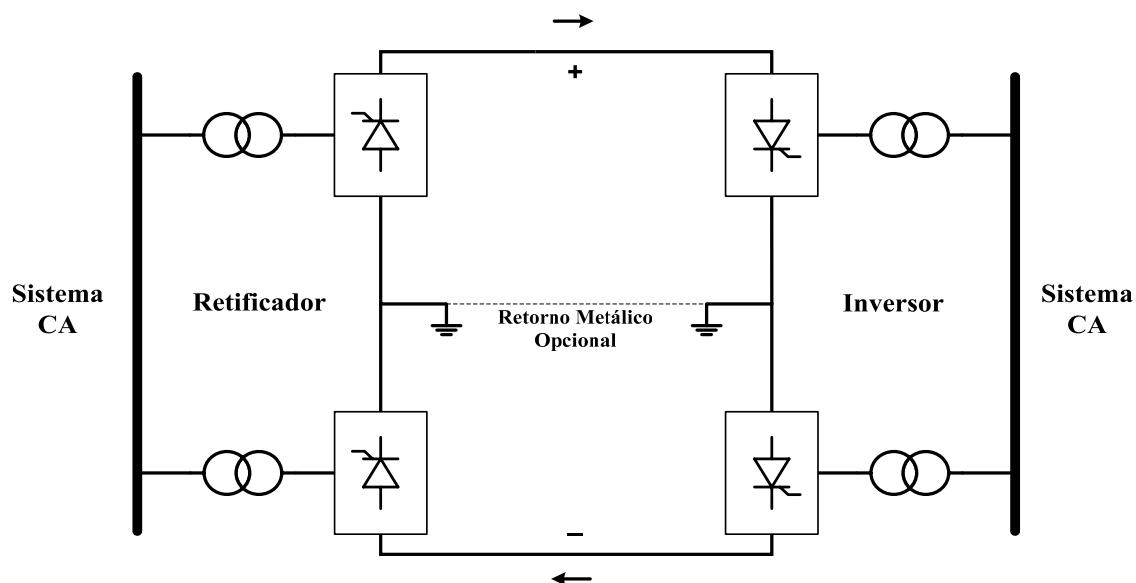 +
Sistema
CA
Retificador
Retorno Metálico
Opcional
Inversor
Sistema
CA
−